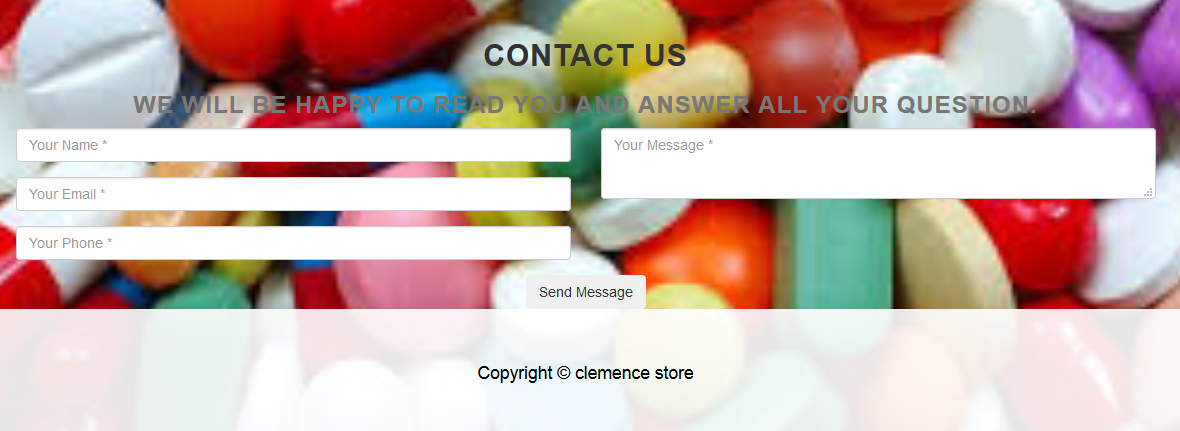 CONTACT US
WE WILL BE HAPPY TO READ YOU AND ANSWER ALL YOUR QUESTION.
Your Name *
Your Message *
Your Email *
Your Phone *
Send Message
Copyright © clemence store